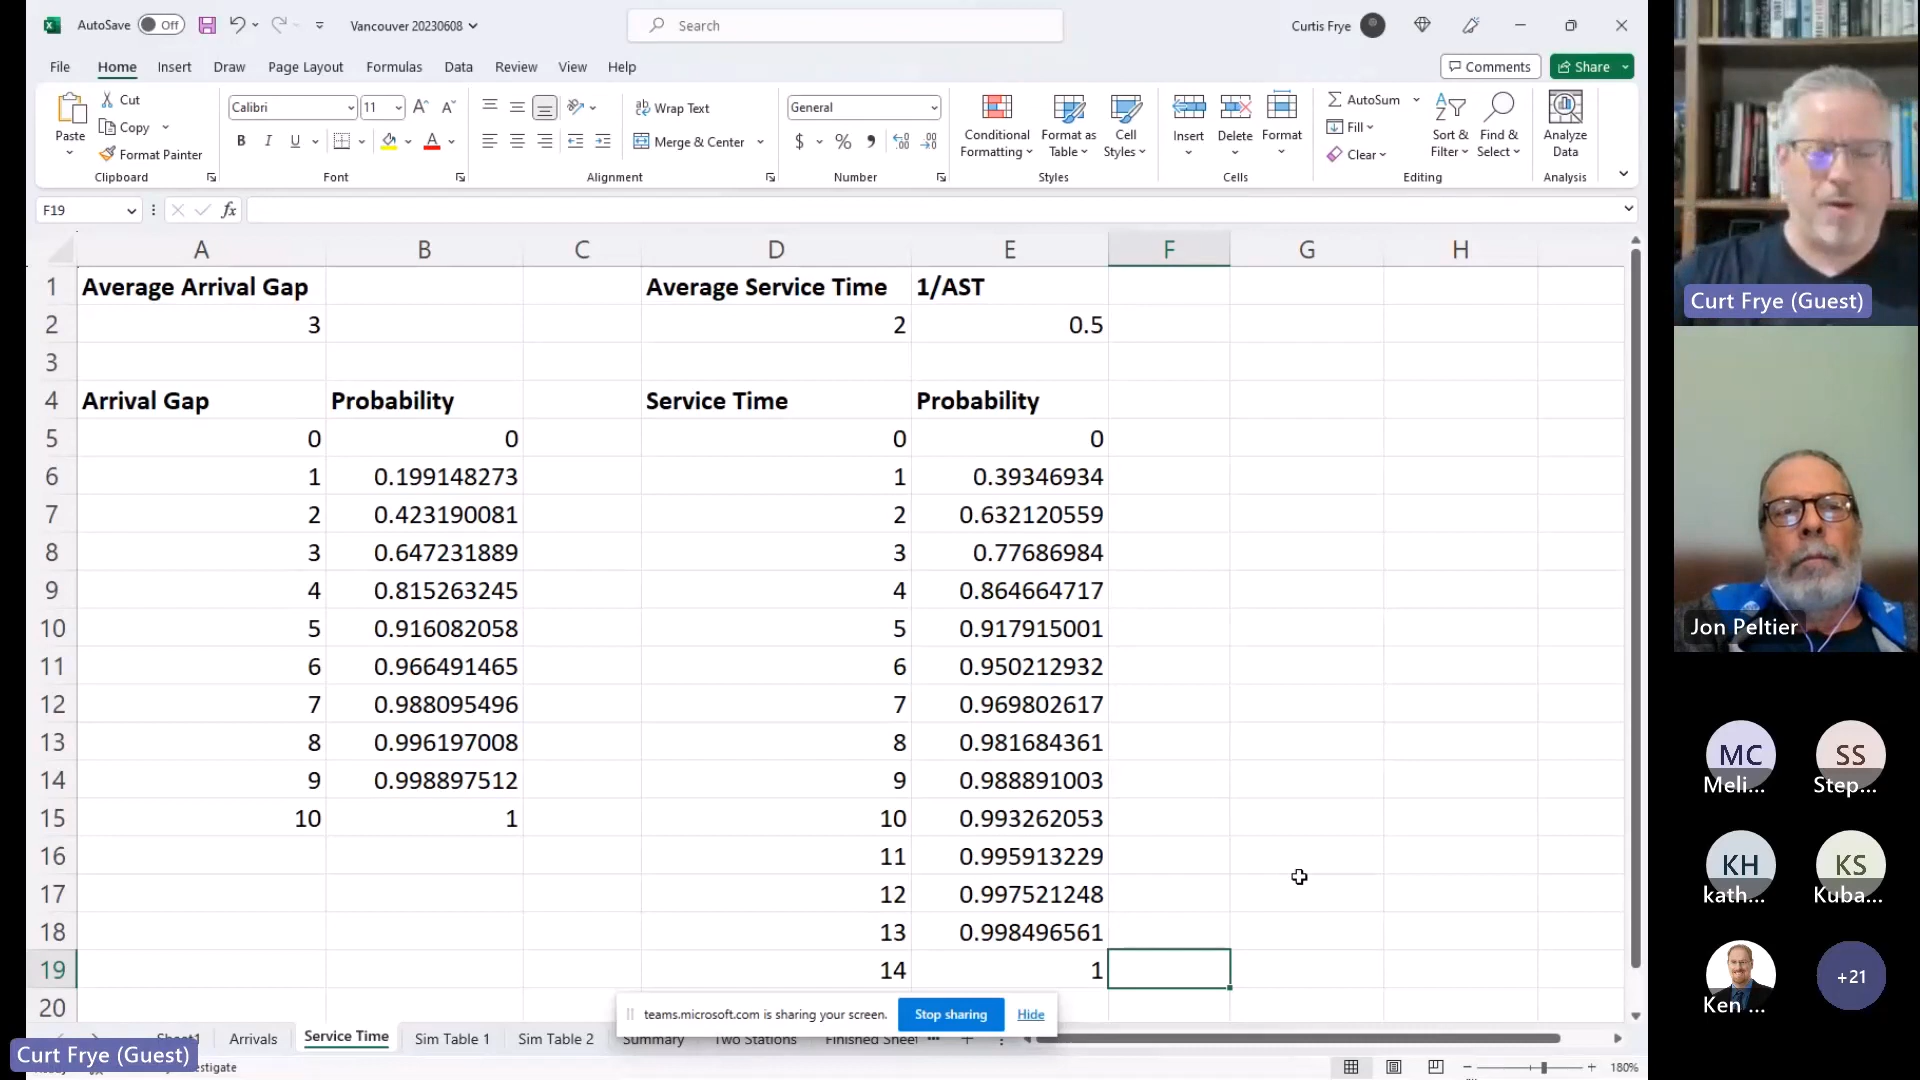 AutoSave Off Vancouver 20230608 Search Curtis Frye
File Home Insert Draw Page Layout Formulas Data Review View Help Comments Share
Paste
Cut
Copy
Format Painter
Clipboard
Calibri 11
B I U A
Font
Wrap Text
Merge & Center
Alignment
General
$ % ,
Number
Conditional Formatting
Format as Table
Cell Styles
Styles
Insert
Delete
Format
Cells
AutoSum
Fill
Clear
Sort & Filter
Find & Select
Editing
Analyze Data
Analysis
F19 fx
A B C D E F G H
1 Average Arrival Gap Average Service Time 1/AST
2 3 2 0.5
3
4 Arrival Gap Probability Service Time Probability
5 0 0 0 0
6 1 0.199148273 1 0.39346934
7 2 0.423190081 2 0.632120559
8 3 0.647231889 3 0.77686984
9 4 0.815263245 4 0.864664717
10 5 0.916082058 5 0.917915001
11 6 0.966491465 6 0.950212932
12 7 0.988095496 7 0.969802617
13 8 0.996197008 8 0.981684361
14 9 0.998897512 9 0.988891003
15 10 1 10 0.993262053
16 11 0.995913229
17 12 0.997521248
18 13 0.998496561
19 14 1
20
teams.microsoft.com is sharing your screen. Stop sharing Hide
Sheet1 Arrivals Service Time Sim Table 1 Sim Table 2 Summary Two Stations Finished Sheet
180%
Curt Frye (Guest)
Curt Frye (Guest)
Jon Peltier
MC SS
Meli... Step...
KH KS
kath... Kuba...
Ken ... +21